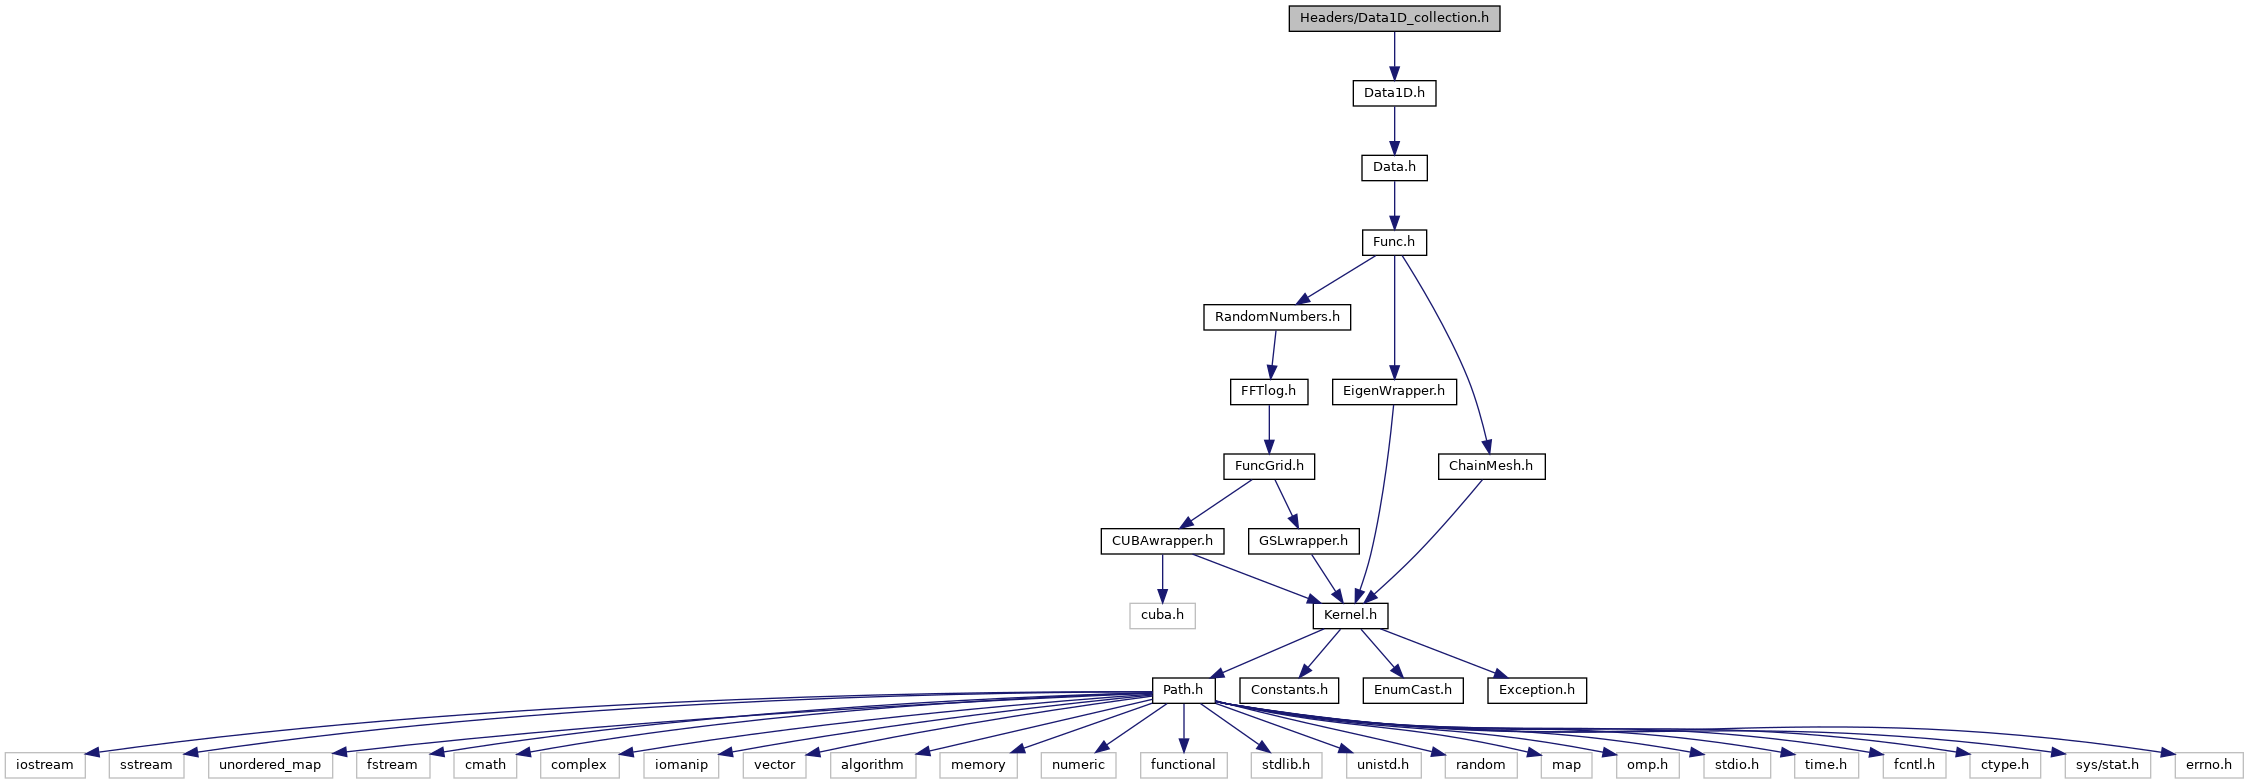 Headers/Data1D_collection.h
Data1D.h
Data.h
Func.h
RandomNumbers.h
FFTlog.h
EigenWrapper.h
FuncGrid.h
ChainMesh.h
CUBAwrapper.h
GSLwrapper.h
cuba.h
Kernel.h
Path.h
Constants.h
EnumCast.h
Exception.h
iostream
sstream
unordered_map
fstream
cmath
complex
iomanip
vector
algorithm
memory
numeric
functional
stdlib.h
unistd.h
random
map
omp.h
stdio.h
time.h
fcntl.h
ctype.h
sys/stat.h
errno.h